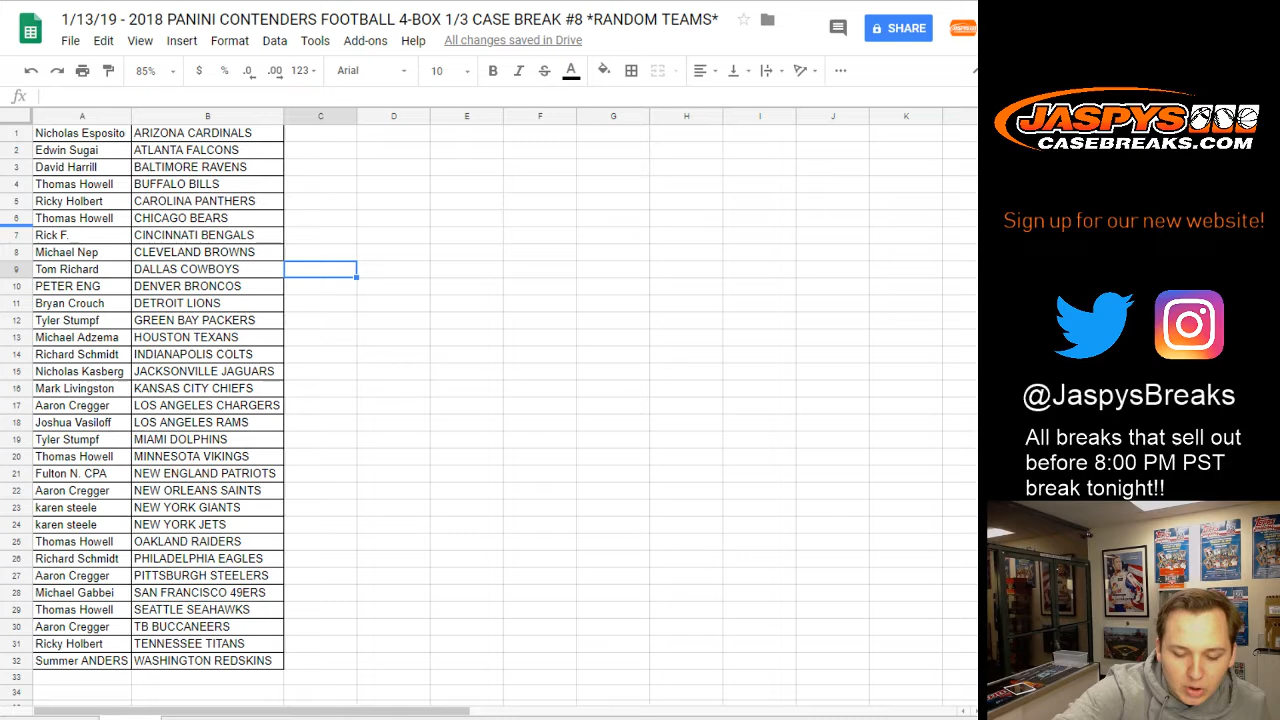 1/13/19 - 2018 PANINI CONTENDERS FOOTBALL 4-BOX 1/3 CASE BREAK #8 *RANDOM TEAMS*
File Edit View Insert Format Data Tools Add-ons Help All changes saved in Drive
SHARE
85% $ % .0 .00 123 Arial 10 B I A
fx
A B C D E F G H I J K
1 Nicholas Esposito ARIZONA CARDINALS
2 Edwin Sugai ATLANTA FALCONS
3 David Harrill BALTIMORE RAVENS
4 Thomas Howell BUFFALO BILLS
5 Ricky Holbert CAROLINA PANTHERS
6 Thomas Howell CHICAGO BEARS
7 Rick F. CINCINNATI BENGALS
8 Michael Nep CLEVELAND BROWNS
9 Tom Richard DALLAS COWBOYS
10 PETER ENG DENVER BRONCOS
11 Bryan Crouch DETROIT LIONS
12 Tyler Stumpf GREEN BAY PACKERS
13 Michael Adzema HOUSTON TEXANS
14 Richard Schmidt INDIANAPOLIS COLTS
15 Nicholas Kasberg JACKSONVILLE JAGUARS
16 Mark Livingston KANSAS CITY CHIEFS
17 Aaron Cregger LOS ANGELES CHARGERS
18 Joshua Vasiloff LOS ANGELES RAMS
19 Tyler Stumpf MIAMI DOLPHINS
20 Thomas Howell MINNESOTA VIKINGS
21 Fulton N. CPA NEW ENGLAND PATRIOTS
22 Aaron Cregger NEW ORLEANS SAINTS
23 karen steele NEW YORK GIANTS
24 karen steele NEW YORK JETS
25 Thomas Howell OAKLAND RAIDERS
26 Richard Schmidt PHILADELPHIA EAGLES
27 Aaron Cregger PITTSBURGH STEELERS
28 Michael Gabbei SAN FRANCISCO 49ERS
29 Thomas Howell SEATTLE SEAHAWKS
30 Aaron Cregger TB BUCCANEERS
31 Ricky Holbert TENNESSEE TITANS
32 Summer ANDERS WASHINGTON REDSKINS
33
34
JASPYS
CASEBREAKS.COM
Sign up for our new website!
@JaspysBreaks
All breaks that sell out
before 8:00 PM PST
break tonight!!